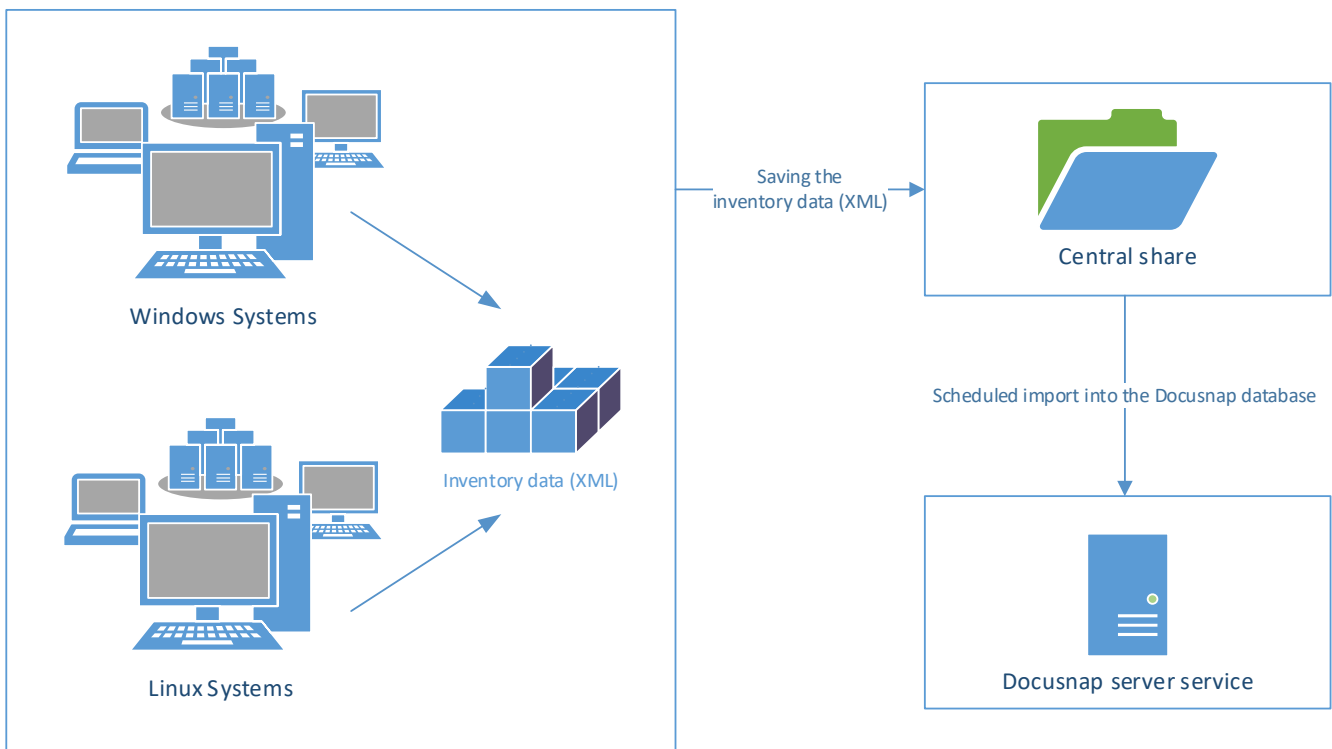 Windows Systems
Inventory data (XML)
Linux Systems
Saving the
inventory data (XML)
Central share
Scheduled import into the Docusnap database
Docusnap server service